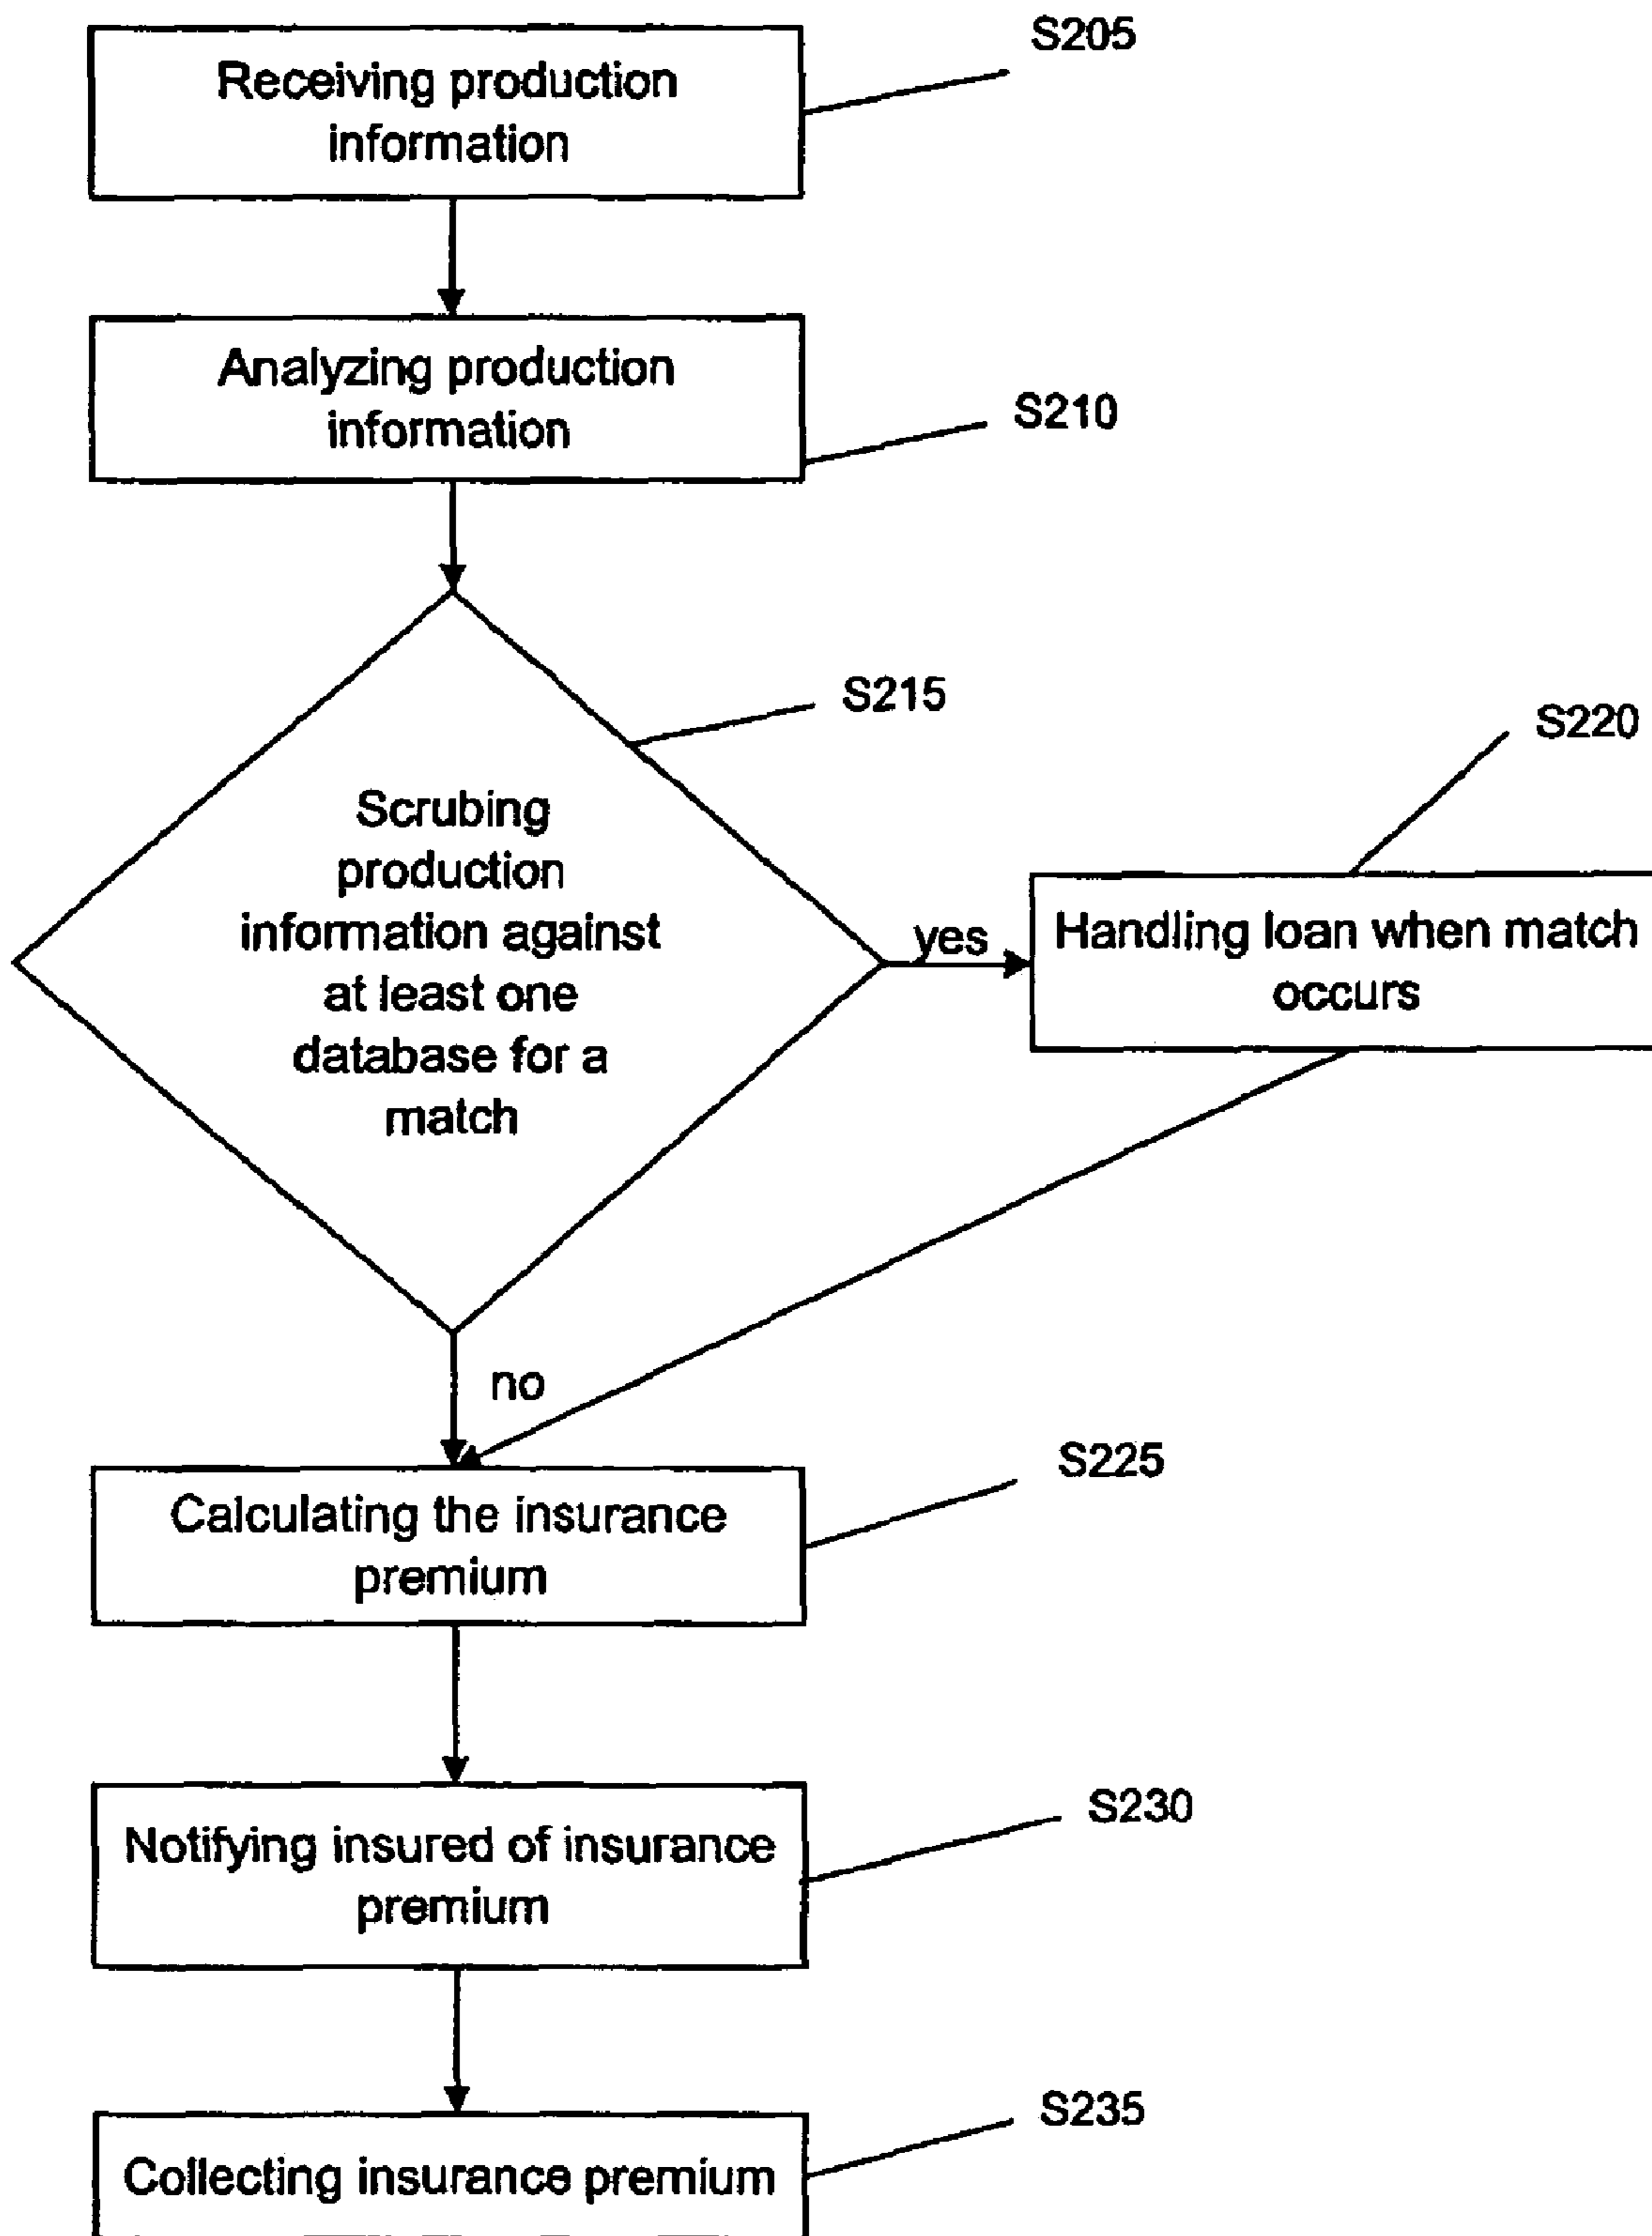 Receiving production
information
S205
Analyzing production
information
S210
S215
Scrubing
production
information against
at least one
database for a
match
yes
S220
Handling loan when match
occurs
no
S225
Calculating the insurance
premium
S230
Notifying insured of insurance
premium
S235
Collecting insurance premium